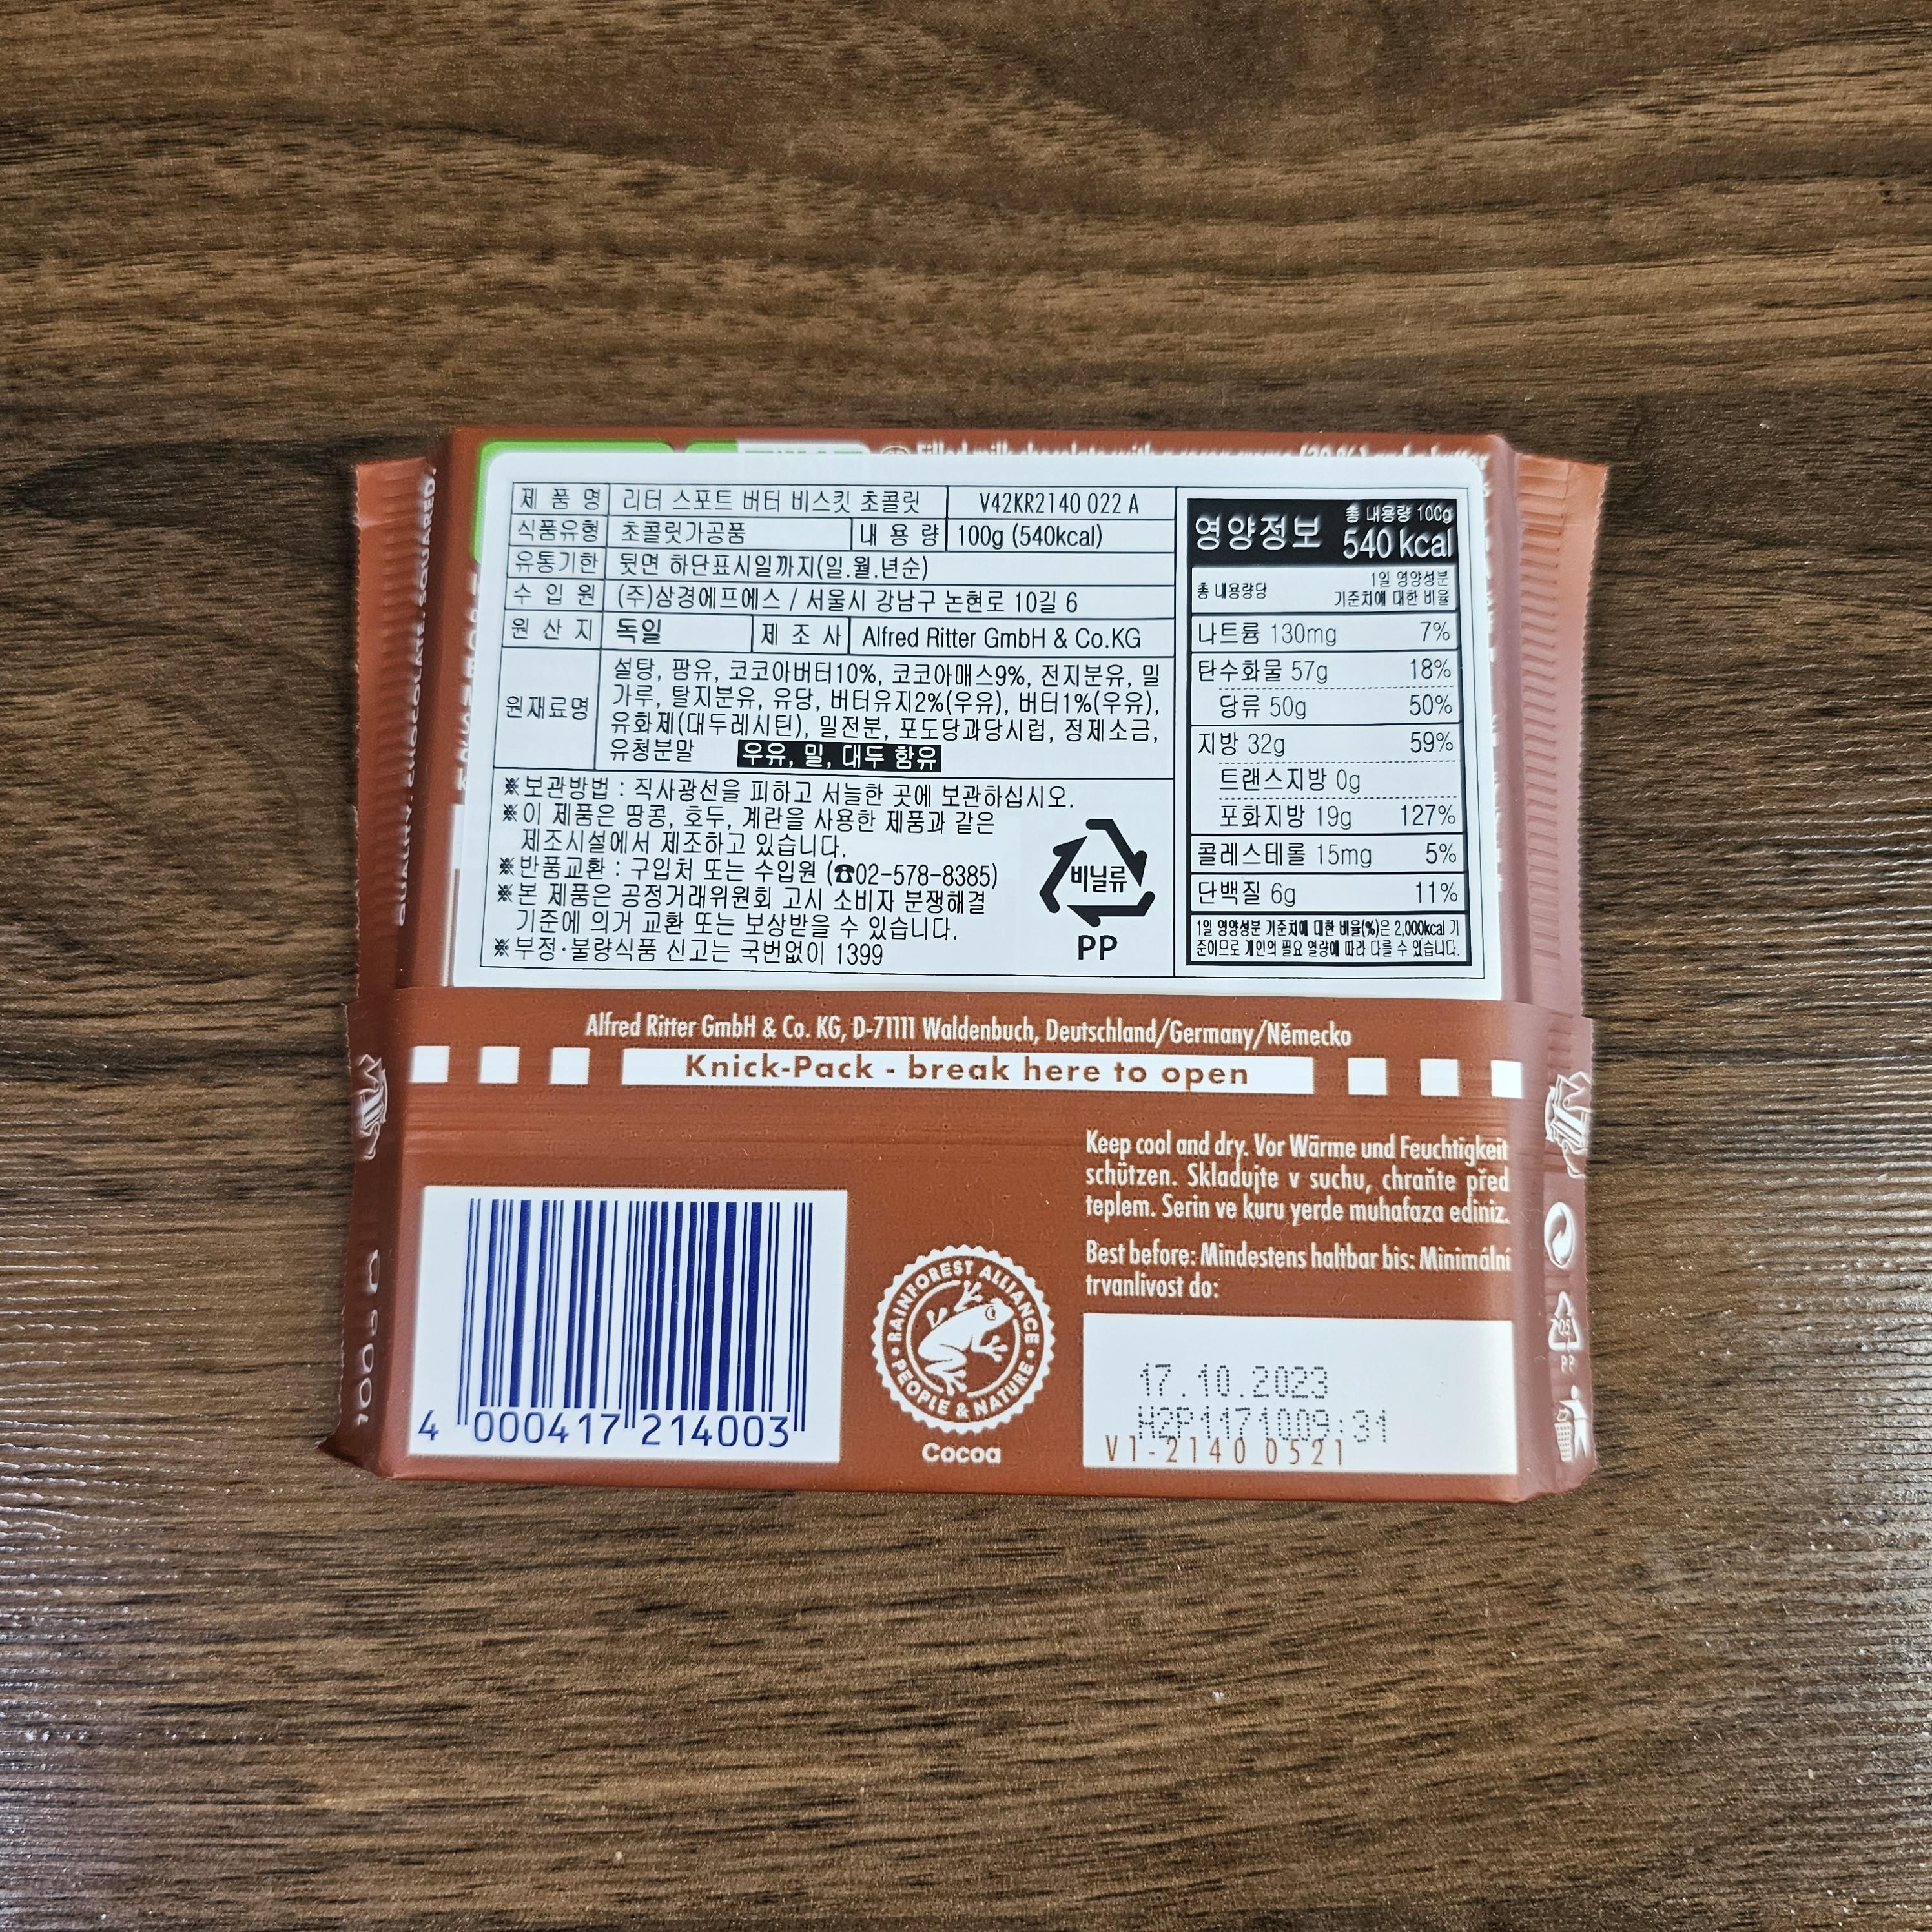 Filled milk chocolate with a cocoa creme (30 %) and a butter
제 품 명 리터 스포트 버터 비스킷 초콜릿 V42KR2140 022 A
식품유형 초콜릿가공품 내 용 량 100g (540kcal)
유통기한 뒷면 하단표시일까지(일.월.년순)
수 입 원 (주)삼경에프에스 / 서울시 강남구 논현로 10길 6
원 산 지 독일 제 조 사 Alfred Ritter GmbH & Co.KG
원재료명
설탕, 팜유, 코코아버터10%, 코코아매스9%, 전지분유, 밀
가루, 탈지분유, 유당, 버터유지2%(우유), 버터1%(우유),
유화제(대두레시틴), 밀전분, 포도당과당시럽, 정제소금,
유청분말 우유, 밀, 대두 함유
※보관방법 : 직사광선을 피하고 서늘한 곳에 보관하십시오.
※이 제품은 땅콩, 호두, 계란을 사용한 제품과 같은
제조시설에서 제조하고 있습니다.
※반품교환 : 구입처 또는 수입원 (☎02-578-8385)
※본 제품은 공정거래위원회 고시 소비자 분쟁해결
기준에 의거 교환 또는 보상받을 수 있습니다.
※부정·불량식품 신고는 국번없이 1399
비닐류
PP
영양정보 총 내용량 100g
540 kcal
총 내용량당 1일 영양성분
기준치에 대한 비율
나트륨 130mg 7%
탄수화물 57g 18%
당류 50g 50%
지방 32g 59%
트랜스지방 0g
포화지방 19g 127%
콜레스테롤 15mg 5%
단백질 6g 11%
1일 영양성분 기준치에 대한 비율(%)은 2,000kcal 기
준이므로 개인의 필요 열량에 따라 다를 수 있습니다.
QUALITY. CHOCOLATE. SQUARED.
Alfred Ritter GmbH & Co. KG, D-71111 Waldenbuch, Deutschland/Germany/Německo
Knick-Pack - break here to open
Keep cool and dry. Vor Wärme und Feuchtigkeit
schützen. Skladujte v suchu, chraňte před
teplem. Serin ve kuru yerde muhafaza ediniz.
Best before: Mindestens haltbar bis: Minimální
trvanlivost do:
17.10.2023
H2P1171009:31
V1-2140 0521
4 000417 214003
RAINFOREST ALLIANCE
PEOPLE & NATURE
Cocoa
100g
05
PP